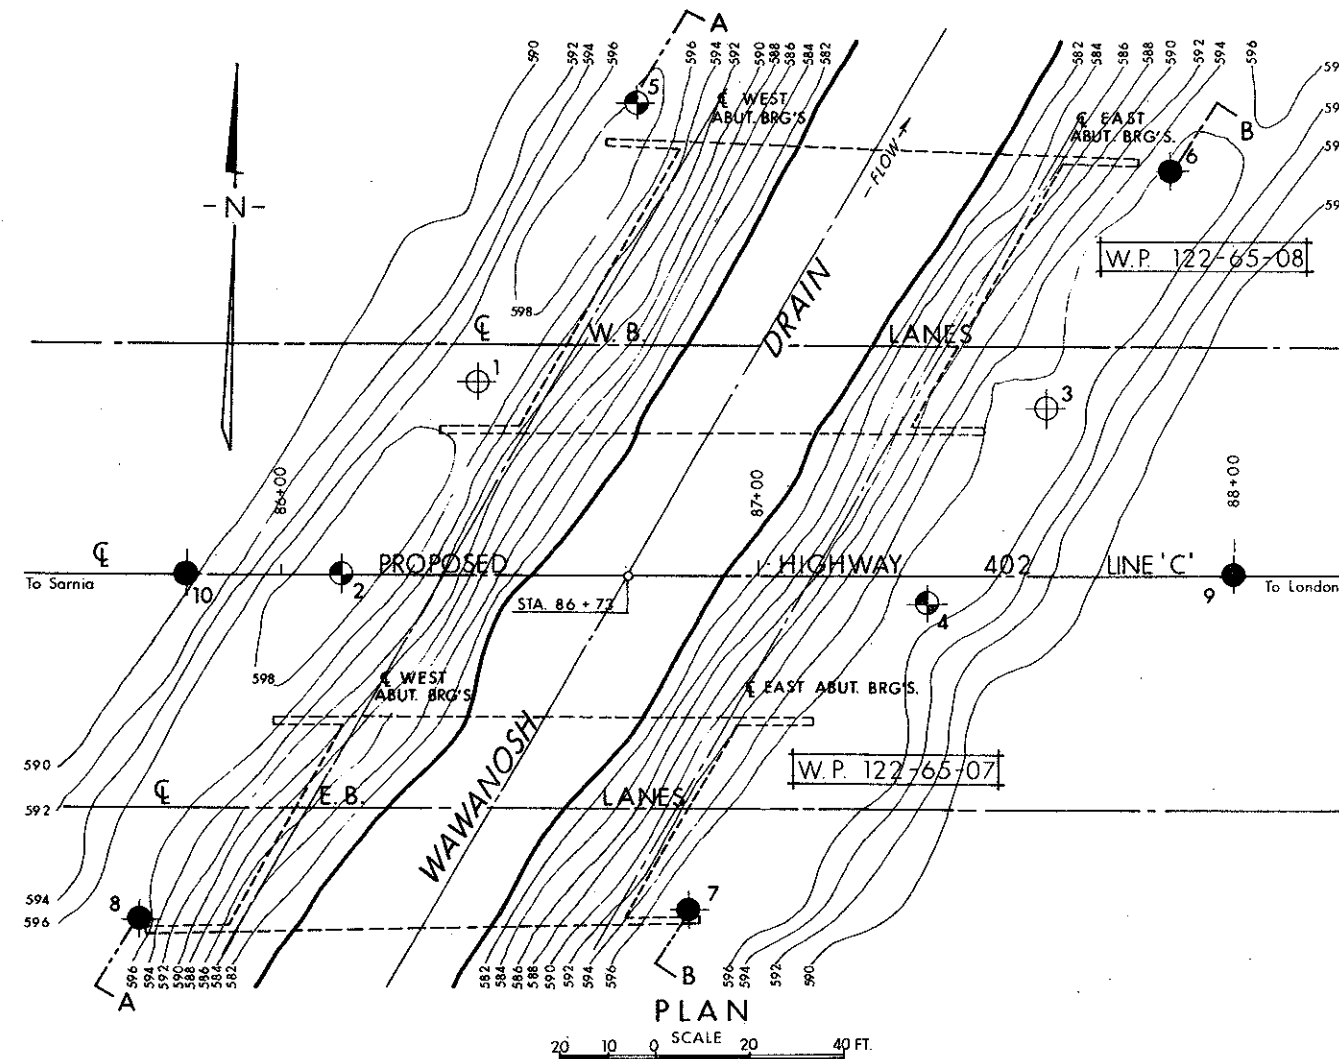 A
590
592
594
596
596
594
592
590
588
586
584
582
582
584
586
588
590
592
594
596
5
℄ WEST
ABUT. BRG'S
℄ EAST
ABUT. BRG'S.
B
6
- FLOW
- N -
W.P. 122-65-08
598
℄ W. B. LANES
DRAIN
1
3
86+00
87+00
88+00
℄ PROPOSED HIGHWAY 402 LINE 'C'
To Sarnia
To London
10
2
STA. 86 + 73
4
9
598
℄ WEST
ABUT. BRG'S
℄ EAST ABUT. BRG'S.
WAWANOSH
W.P. 122-65-07
590
592
℄ E.B. LANES
594
596
8
7
596
594
592
590
588
586
584
582
582
584
586
588
590
592
594
596
596
594
592
590
A
B
PLAN
SCALE
20 10 0 20 40 FT.